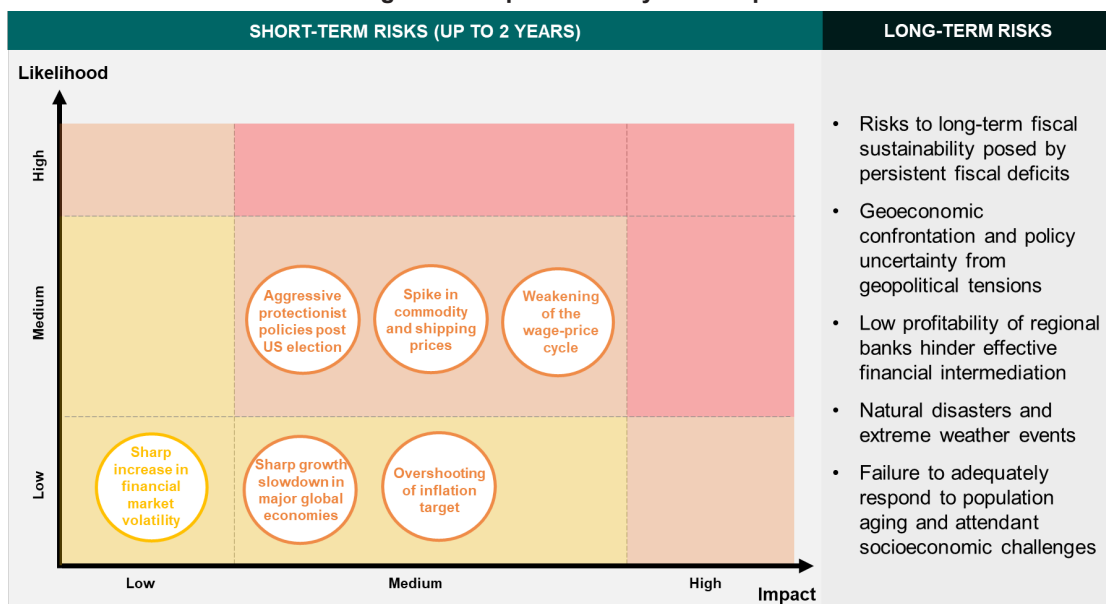 SHORT-TERM RISKS (UP TO 2 YEARS)
LONG-TERM RISKS
Likelihood
High
Medium
Low
Aggressive
protectionist
policies post
US election
Spike in
commodity
and shipping
prices
Weakening
of the
wage-price
cycle
Sharp
increase in
financial
market
volatility
Sharp growth
slowdown in
major global
economies
Overshooting
of inflation
target
Low
Medium
High
Impact
• Risks to long-term fiscal
sustainability posed by
persistent fiscal deficits
• Geoeconomic
confrontation and policy
uncertainty from
geopolitical tensions
• Low profitability of regional
banks hinder effective
financial intermediation
• Natural disasters and
extreme weather events
• Failure to adequately
respond to population
aging and attendant
socioeconomic challenges